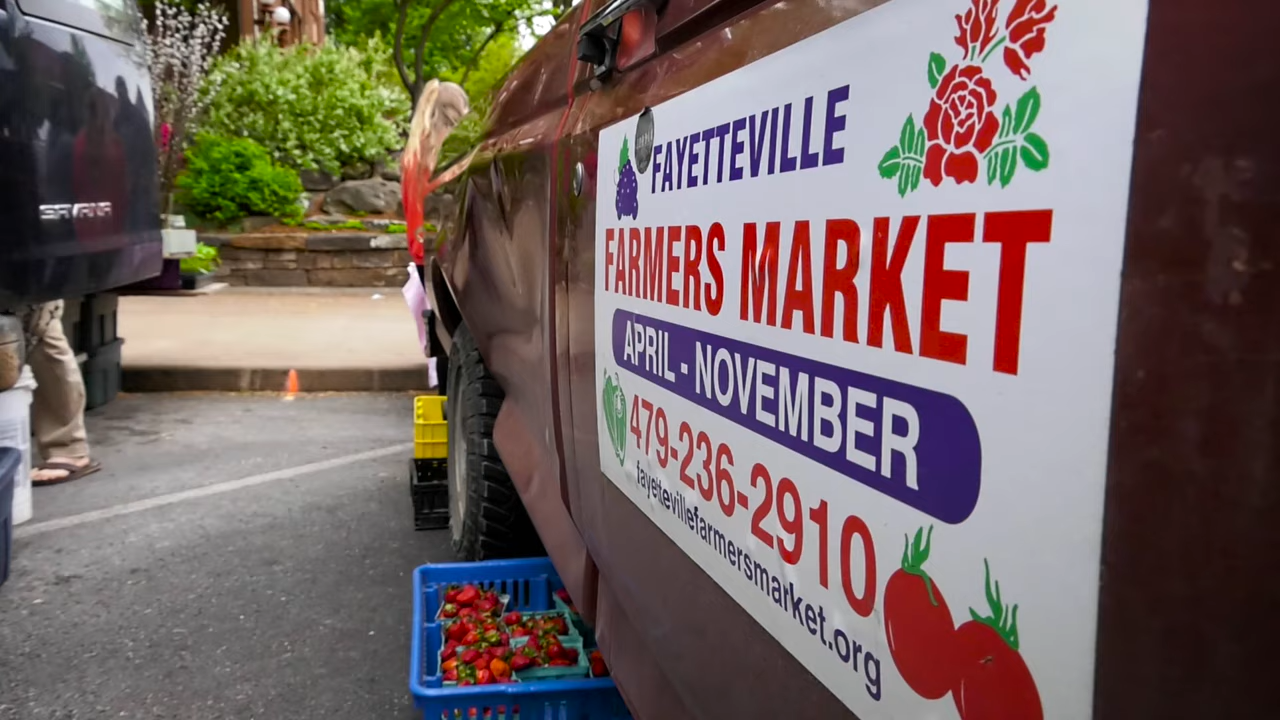 SAVANA
FAYETTEVILLE
FARMERS MARKET
APRIL - NOVEMBER
479-236-2910
fayettevillefarmersmarket.org